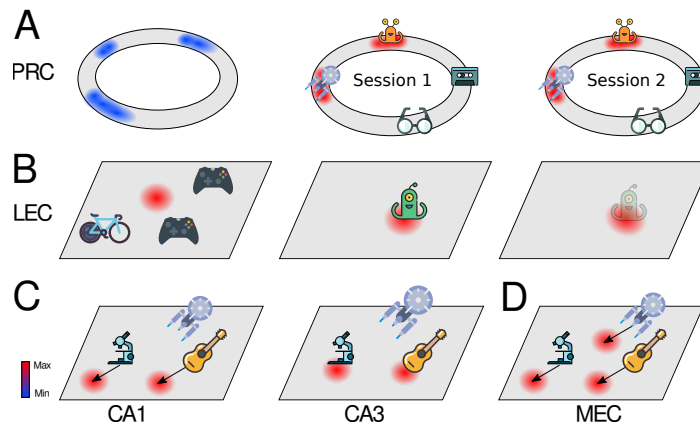 A
PRC
Session 1
Session 2
B
LEC
C
D
Max
Min
CA1
CA3
MEC